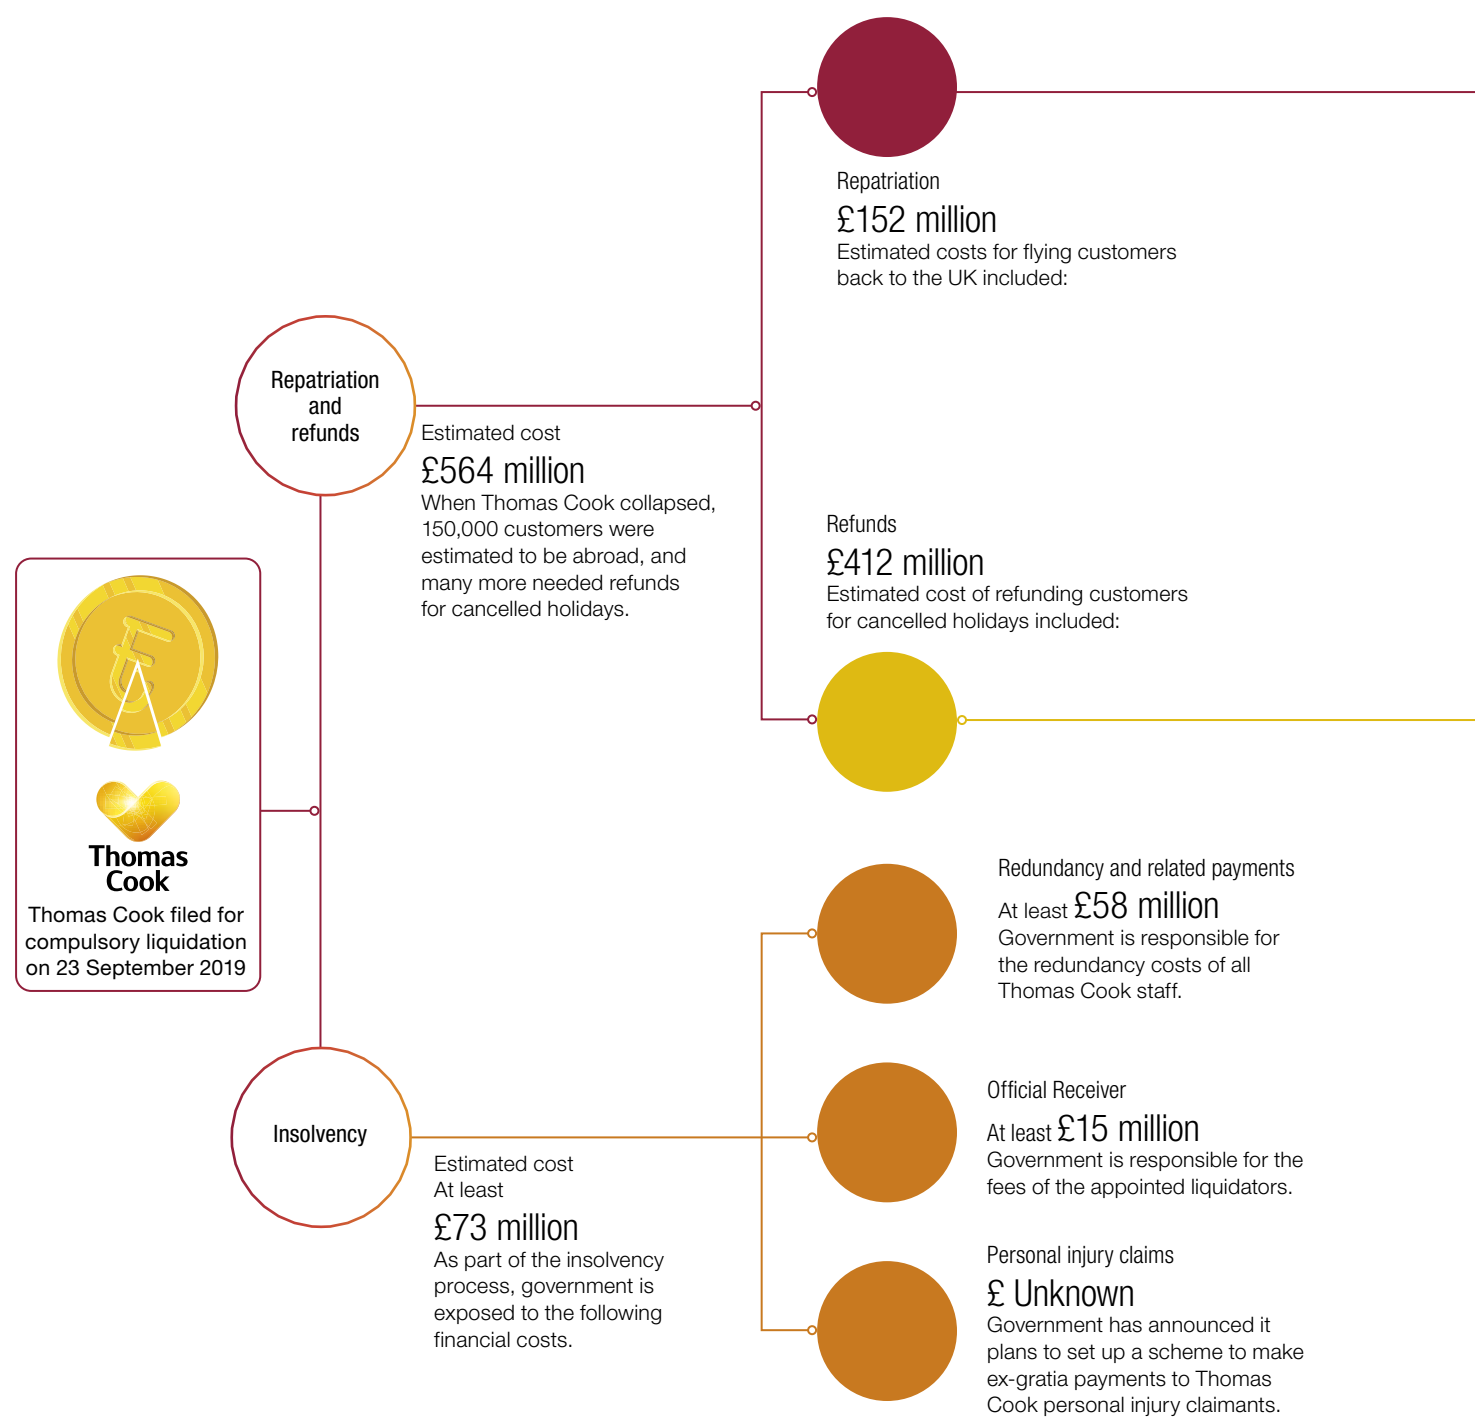 Repatriation
£152 million
Estimated costs for flying customers
back to the UK included:
Repatriation
and
refunds
Estimated cost
£564 million
When Thomas Cook collapsed,
150,000 customers were
estimated to be abroad, and
many more needed refunds
for cancelled holidays.
Refunds
£412 million
Estimated cost of refunding customers
for cancelled holidays included:
£
Thomas
Cook
Thomas Cook filed for
compulsory liquidation
on 23 September 2019
Redundancy and related payments
At least £58 million
Government is responsible for
the redundancy costs of all
Thomas Cook staff.
Insolvency
Estimated cost
At least
£73 million
As part of the insolvency
process, government is
exposed to the following
financial costs.
Official Receiver
At least £15 million
Government is responsible for the
fees of the appointed liquidators.
Personal injury claims
£ Unknown
Government has announced it
plans to set up a scheme to make
ex-gratia payments to Thomas
Cook personal injury claimants.